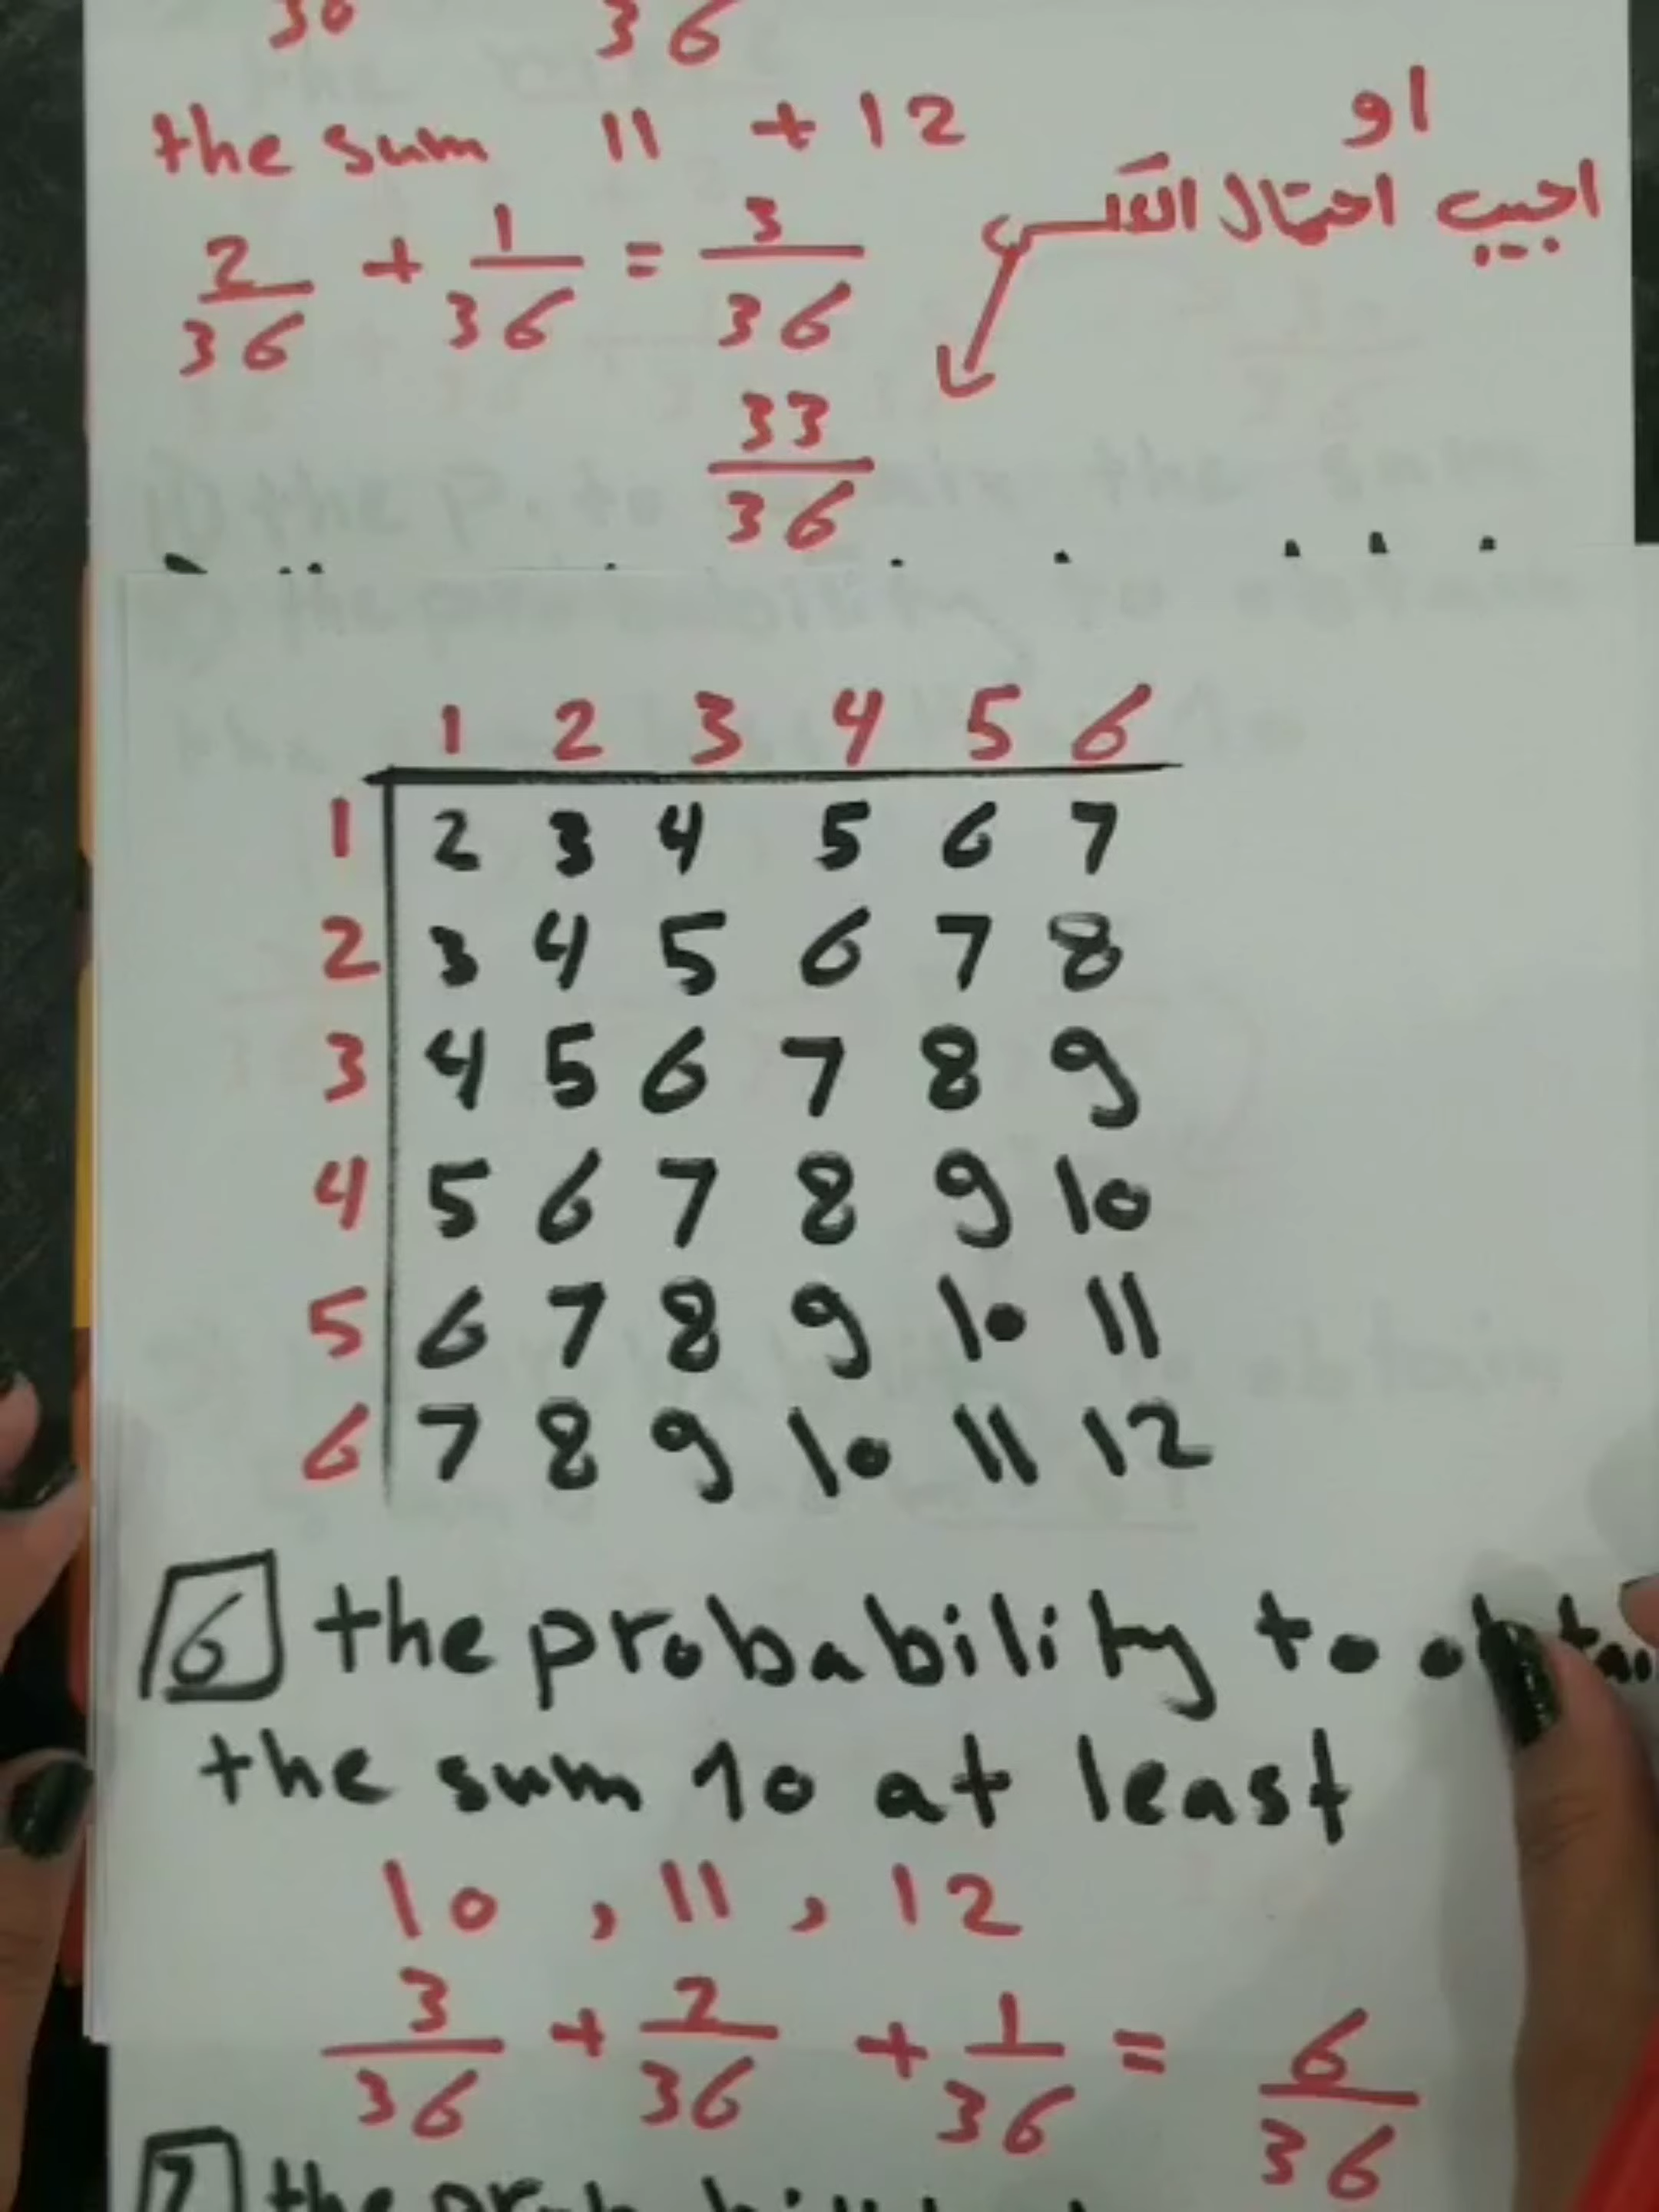 36
the sum 11 + 12
او
اجيب احتمال
2/36 + 1/36 = 3/36
33/36
1 2 3 4 5 6
1 2 3 4 5 6 7
2 3 4 5 6 7 8
3 4 5 6 7 8 9
4 5 6 7 8 9 10
5 6 7 8 9 10 11
6 7 8 9 10 11 12
6 the probability to
the sum 10 at least
10 , 11 , 12
3/36 + 2/36 + 1/36 = 6/36
7 the